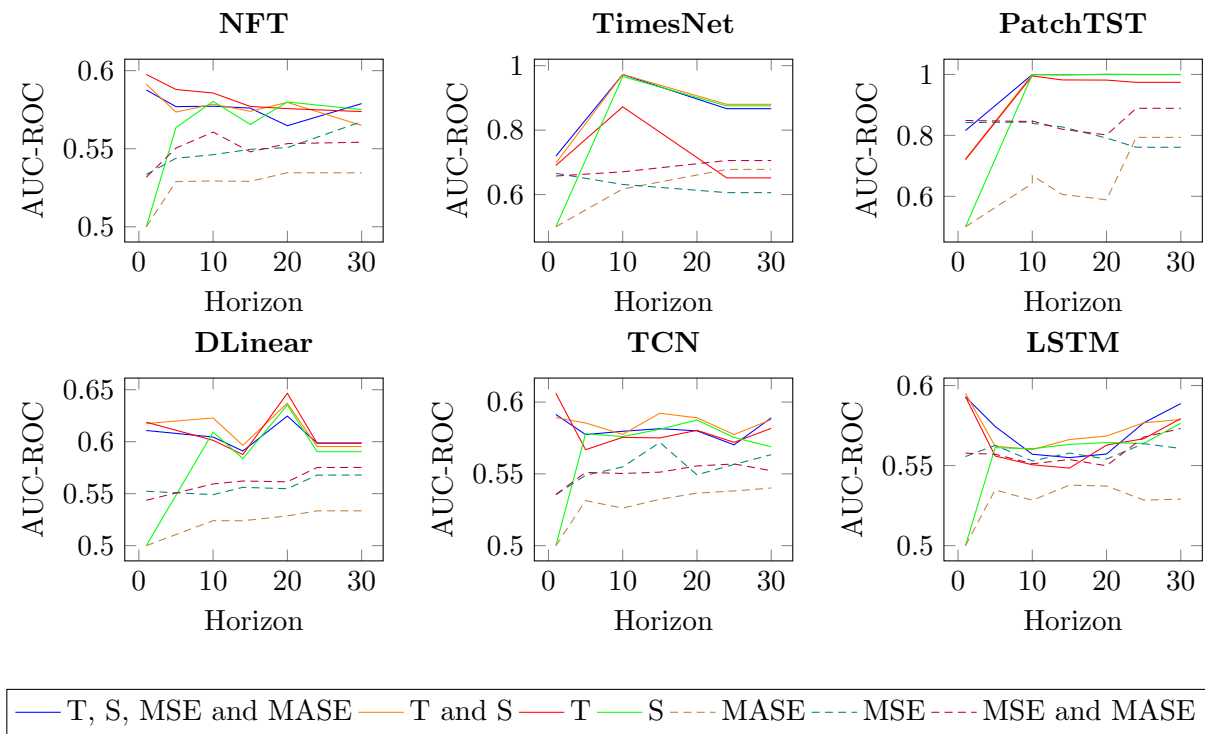 NFT
TimesNet
PatchTST
0.6
0.55
0.5
AUC-ROC
0
10
20
30
Horizon
1
0.8
0.6
AUC-ROC
0
10
20
30
Horizon
1
0.8
0.6
AUC-ROC
0
10
20
30
Horizon
DLinear
TCN
LSTM
0.65
0.6
0.55
0.5
AUC-ROC
0
10
20
30
Horizon
0.6
0.55
0.5
AUC-ROC
0
10
20
30
Horizon
0.6
0.55
0.5
AUC-ROC
0
10
20
30
Horizon
T, S, MSE and MASE T and S T S MASE MSE MSE and MASE